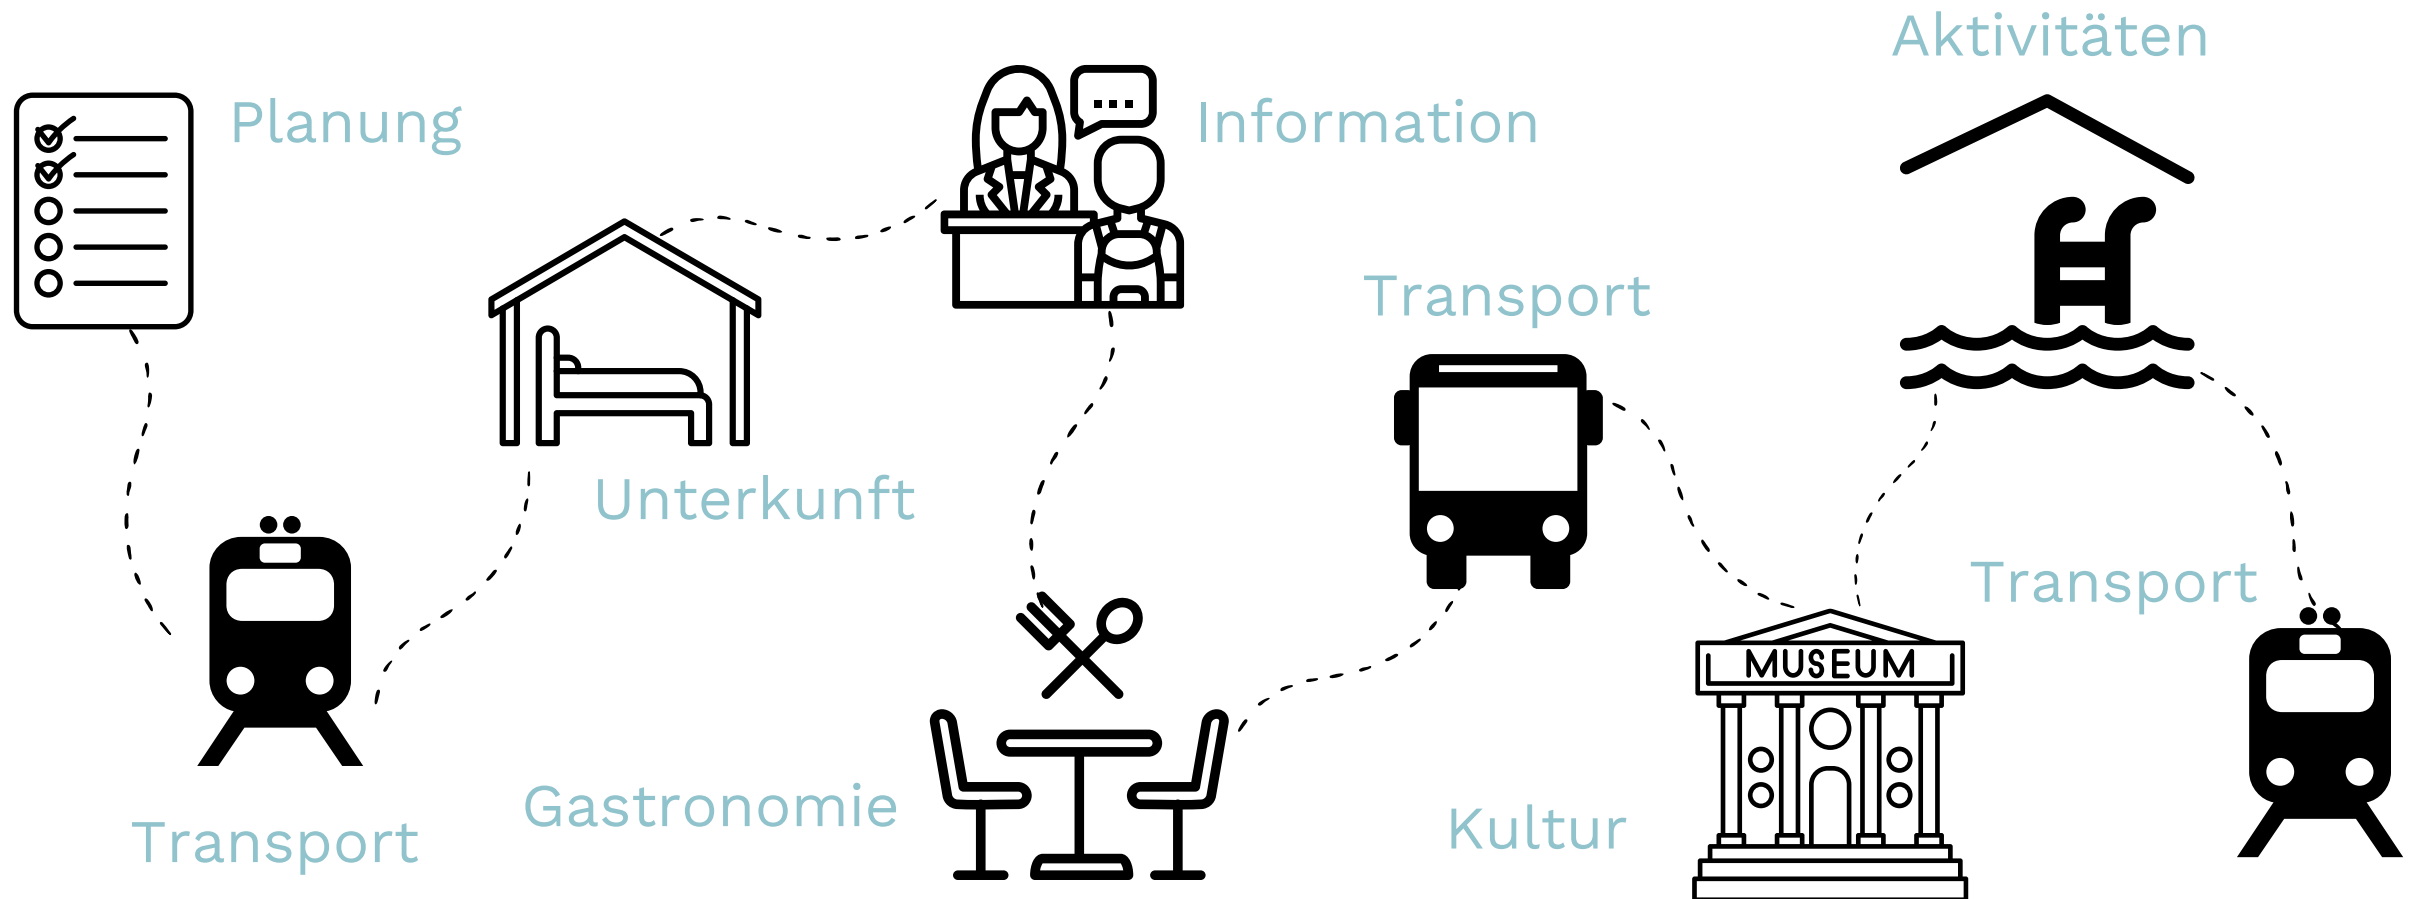 Planung
Transport
Unterkunft
Information
Gastronomie
Transport
MUSEUM
Kultur
Aktivitäten
Transport